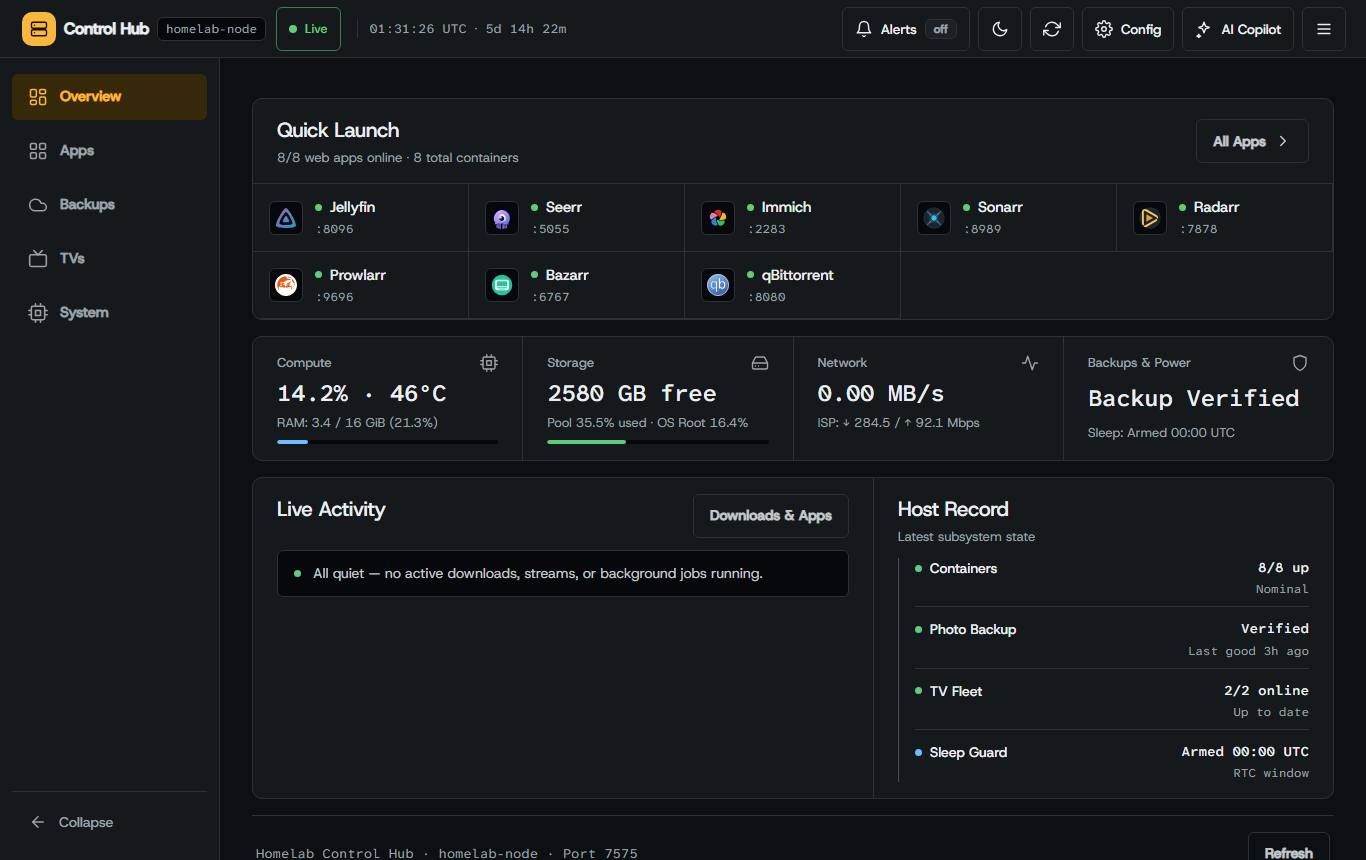 Control Hub homelab-node Live 01:31:26 UTC · 5d 14h 22m Alerts off Config AI Copilot
Overview
Apps
Backups
TVs
System
Collapse
Quick Launch
8/8 web apps online · 8 total containers
All Apps
Jellyfin
:8096
Seerr
:5055
Immich
:2283
Sonarr
:8989
Radarr
:7878
Prowlarr
:9696
Bazarr
:6767
qb
qBittorrent
:8080
Compute
14.2% · 46°C
RAM: 3.4 / 16 GiB (21.3%)
Storage
2580 GB free
Pool 35.5% used · OS Root 16.4%
Network
0.00 MB/s
ISP: ↓ 284.5 / ↑ 92.1 Mbps
Backups & Power
Backup Verified
Sleep: Armed 00:00 UTC
Live Activity
Downloads & Apps
All quiet — no active downloads, streams, or background jobs running.
Host Record
Latest subsystem state
Containers 8/8 up
Nominal
Photo Backup Verified
Last good 3h ago
TV Fleet 2/2 online
Up to date
Sleep Guard Armed 00:00 UTC
RTC window
Homelab Control Hub · homelab-node · Port 7575
Refresh